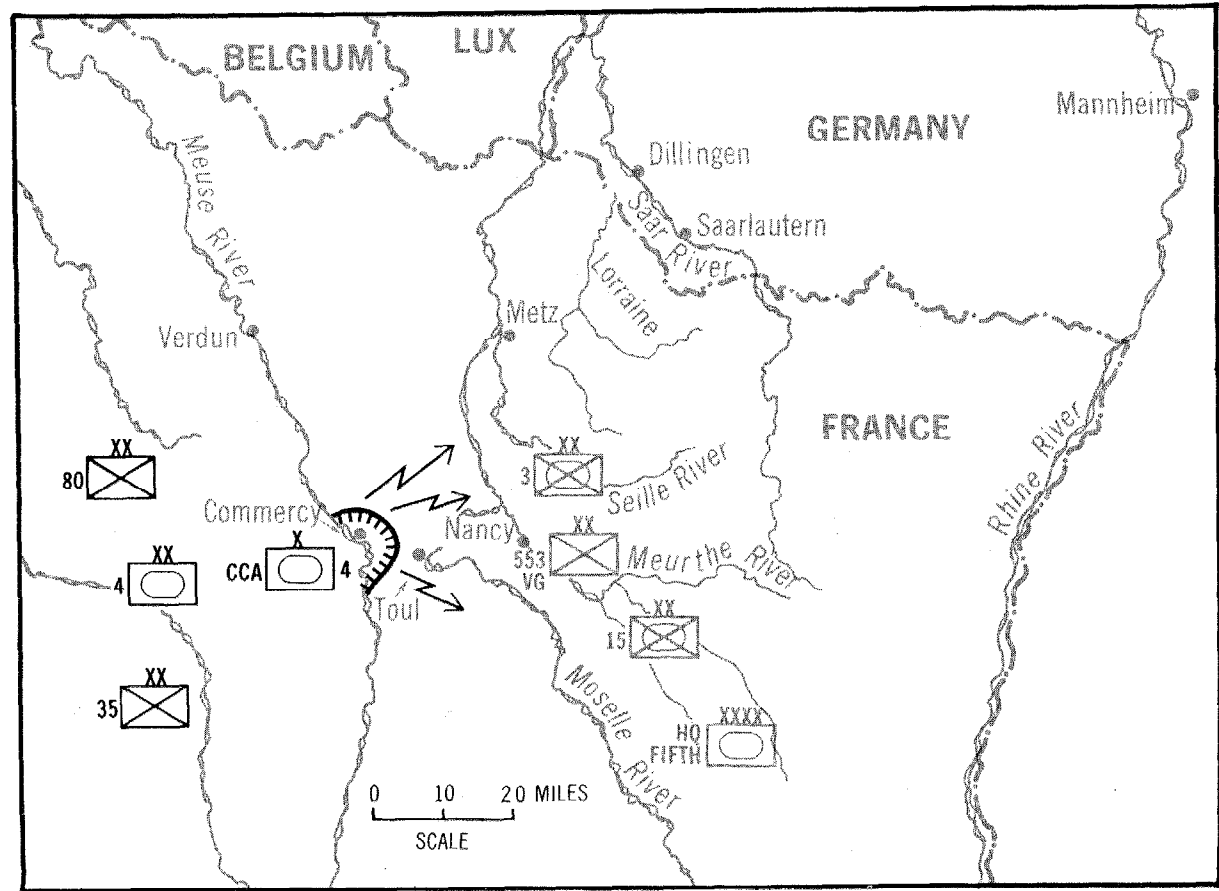 BELGIUM
LUX
GERMANY
Mannheim
Dillingen
Meuse River
Saar River
Saarlautern
Lorraine
Metz
Verdun
FRANCE
Rhine River
XX
80
XX
3
Seille River
Commercy
Nancy
X
CCA 4
XX
553
VG
Meurthe River
XX
4
Toul
XX
15
XX
35
Moselle River
XXXX
HQ
FIFTH
0 10 20 MILES
SCALE